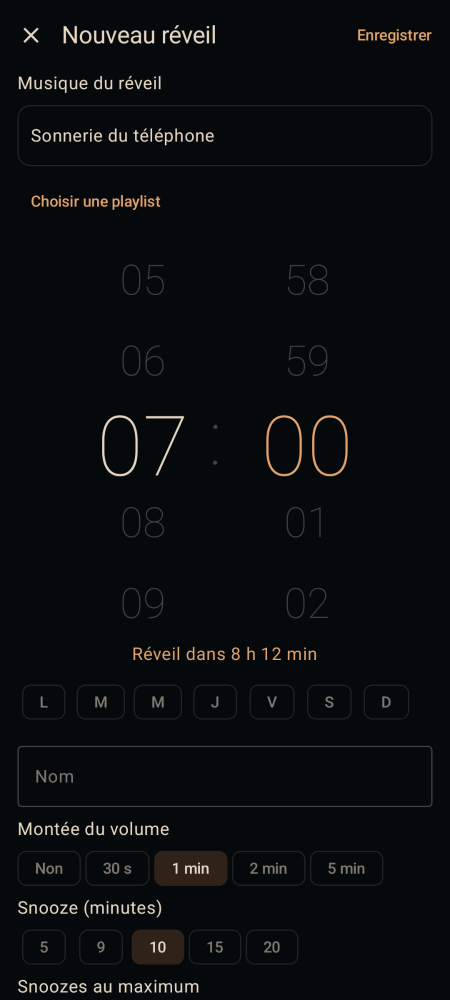 Nouveau réveil Enregistrer
Musique du réveil
Sonnerie du téléphone
Choisir une playlist
05 58
06 59
07 : 00
08 01
09 02
Réveil dans 8 h 12 min
L M M J V S D
Nom
Montée du volume
Non 30 s 1 min 2 min 5 min
Snooze (minutes)
5 9 10 15 20
Snoozes au maximum